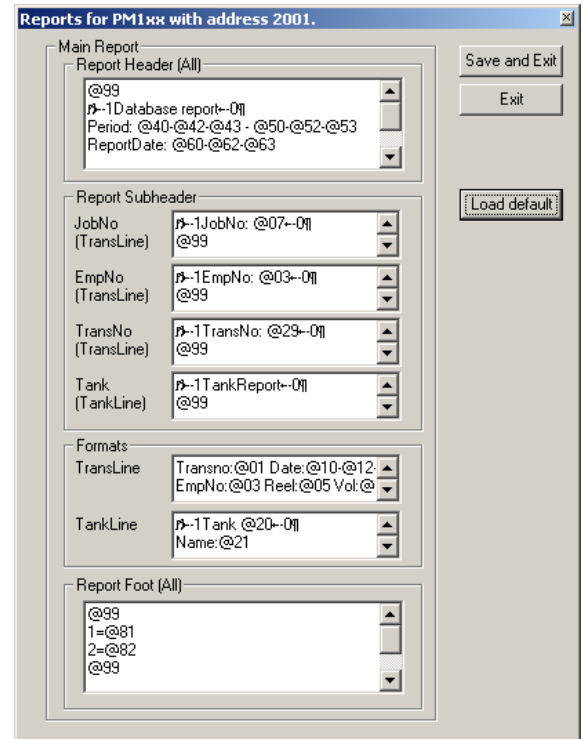 Reports for PM1xx with address 2001.
Main Report
Report Header (All)
@99
-1Database report←-0¶
Period: @40-@42-@43 - @50-@52-@53
ReportDate: @60-@62-@63
Save and Exit
Exit
Load default
Report Subheader
JobNo
(TransLine)
-1JobNo: @07←-0¶
@99
EmpNo
(TransLine)
-1EmpNo: @03←-0¶
@99
TransNo
(TransLine)
-1TransNo: @29←-0¶
@99
Tank
(TankLine)
-1TankReport←-0¶
@99
Formats
TransLine
Transno:@01 Date:@10-@12-
EmpNo:@03 Reel:@05 Vol:@
TankLine
-1Tank @20←-0¶
Name:@21
Report Foot (All)
@99
1=@81
2=@82
@99